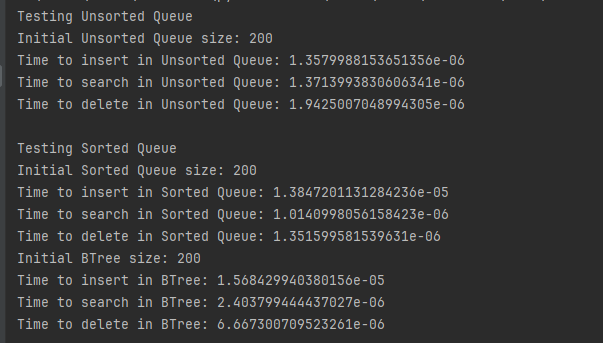 Testing Unsorted Queue
Initial Unsorted Queue size: 200
Time to insert in Unsorted Queue: 1.3579988153651356e-06
Time to search in Unsorted Queue: 1.3713993830606341e-06
Time to delete in Unsorted Queue: 1.9425007048994305e-06
Testing Sorted Queue
Initial Sorted Queue size: 200
Time to insert in Sorted Queue: 1.3847201131284236e-05
Time to search in Sorted Queue: 1.0140998056158423e-06
Time to delete in Sorted Queue: 1.351599581539631e-06
Initial BTree size: 200
Time to insert in BTree: 1.568429940380156e-05
Time to search in BTree: 2.403799444437027e-06
Time to delete in BTree: 6.667300709523261e-06